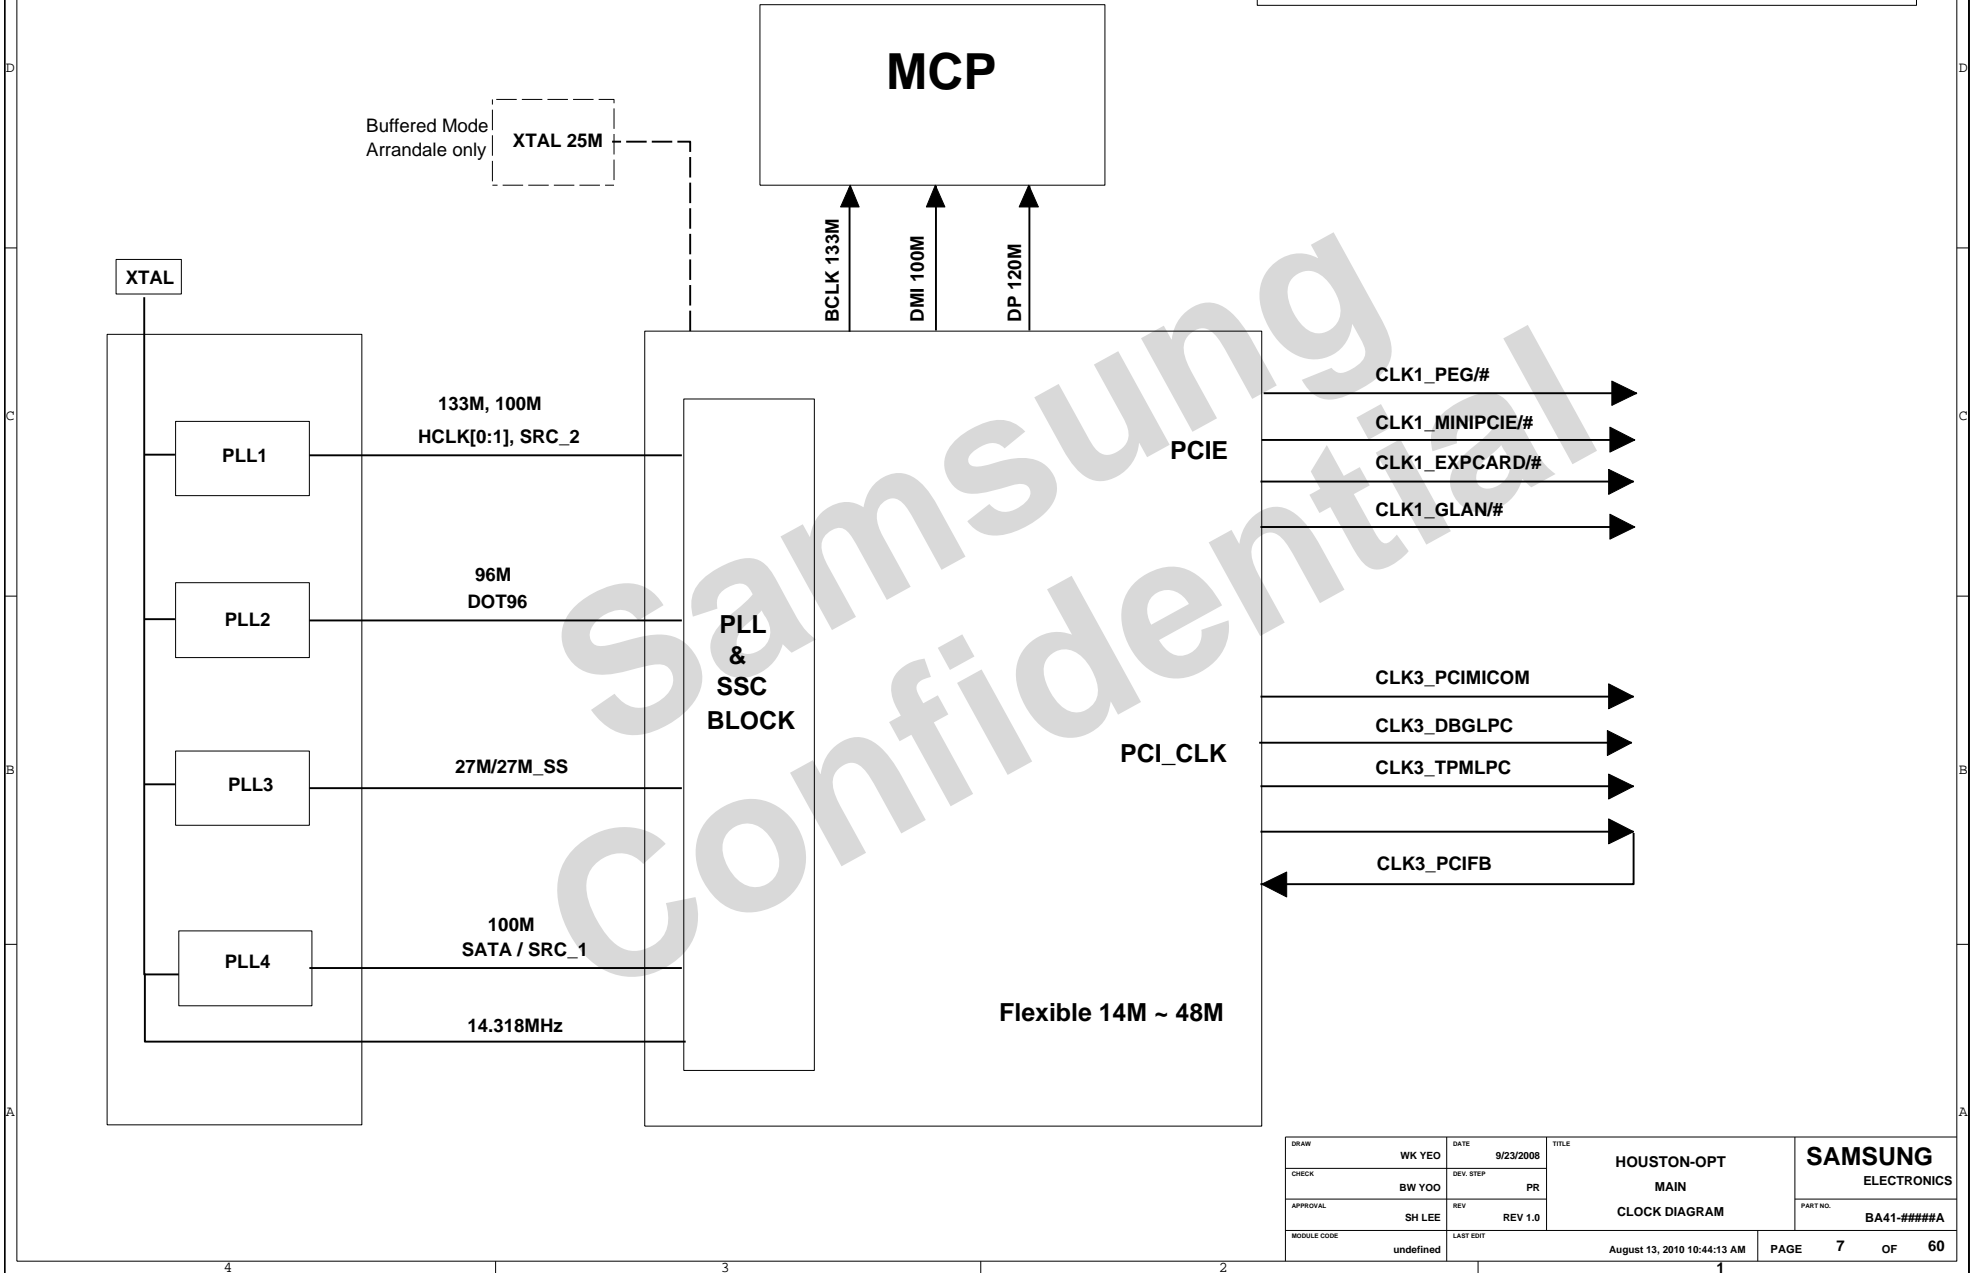 MCP
Buffered Mode
Arrandale only
XTAL 25M
BCLK 133M
DMI 100M
DP 120M
XTAL
133M, 100M
HCLK[0:1], SRC_2
PLL1
96M
DOT96
PLL2
27M/27M_SS
PLL3
100M
SATA / SRC_1
PLL4
14.318MHz
PLL
&
SSC
BLOCK
PCIE
PCI_CLK
Flexible 14M ~ 48M
CLK1_PEG/#
CLK1_MINIPCIE/#
CLK1_EXPCARD/#
CLK1_GLAN/#
CLK3_PCIMICOM
CLK3_DBGLPC
CLK3_TPMLPC
CLK3_PCIFB
Samsung
Confidential
D
D
C
C
B
B
A
A
4
3
2
1
DRAW
WK YEO
DATE
9/23/2008
TITLE
HOUSTON-OPT
MAIN
CLOCK DIAGRAM
SAMSUNG
ELECTRONICS
CHECK
BW YOO
DEV. STEP
PR
APPROVAL
SH LEE
REV
REV 1.0
PART NO.
BA41-#####A
MODULE CODE
undefined
LAST EDIT
August 13, 2010 10:44:13 AM
PAGE 7 OF 60